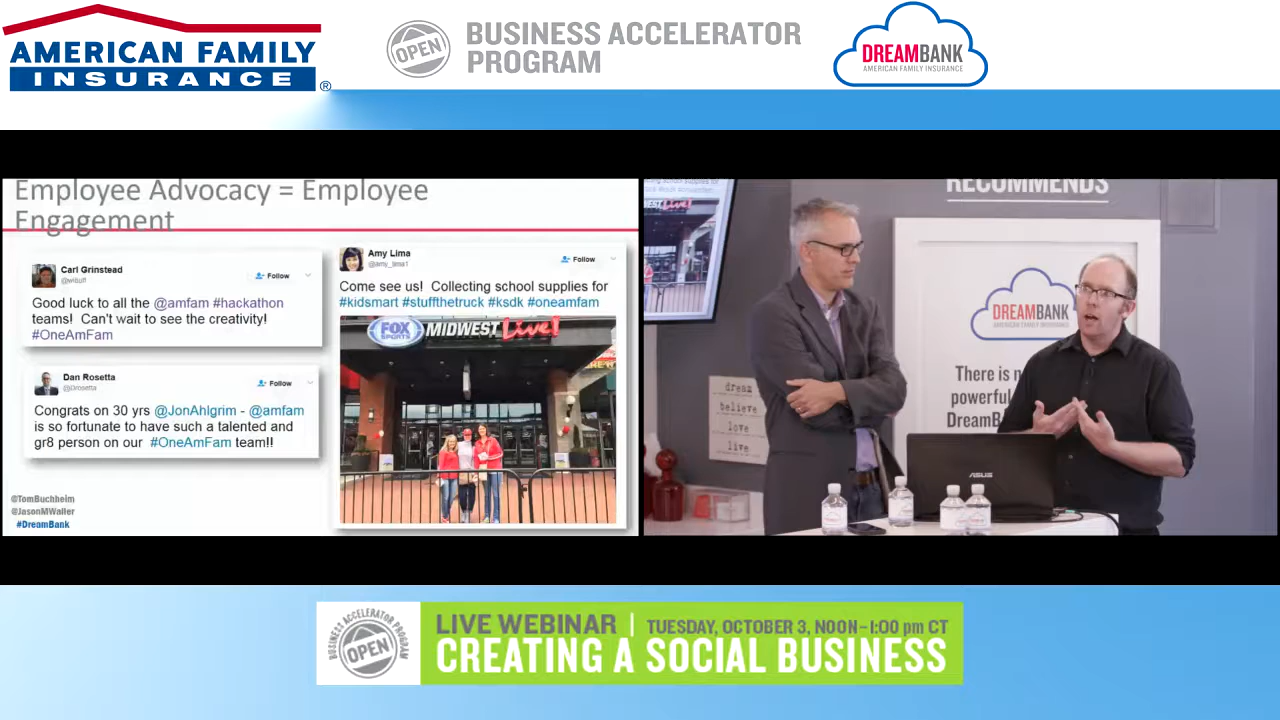 AMERICAN FAMILY
INSURANCE ®
OPEN
BUSINESS ACCELERATOR
PROGRAM
DREAMBANK
AMERICAN FAMILY INSURANCE
Employee Advocacy = Employee
Engagement
Carl Grinstead
Follow
Good luck to all the @amfam #hackathon
teams! Can't wait to see the creativity!
#OneAmFam
Dan Rosetta
@Drosetta
Follow
Congrats on 30 yrs @JonAhlgrim - @amfam
is so fortunate to have such a talented and
gr8 person on our #OneAmFam team!!
Amy Lima
@amy_lima1
Follow
Come see us! Collecting school supplies for
#kidsmart #stuffthetruck #ksdk #oneamfam
FOX
SPORTS
MIDWEST Live!
@TomBuchheim
@JasonMWaller
#DreamBank
RECOMMENDS
DREAMBANK
AMERICAN FAMILY INSURANCE
There is
powerful
DreamB
dream
believe
love
live
ASUS
BUSINESS ACCELERATOR PROGRAM
OPEN
LIVE WEBINAR | TUESDAY, OCTOBER 3, NOON–1:00 pm CT
CREATING A SOCIAL BUSINESS